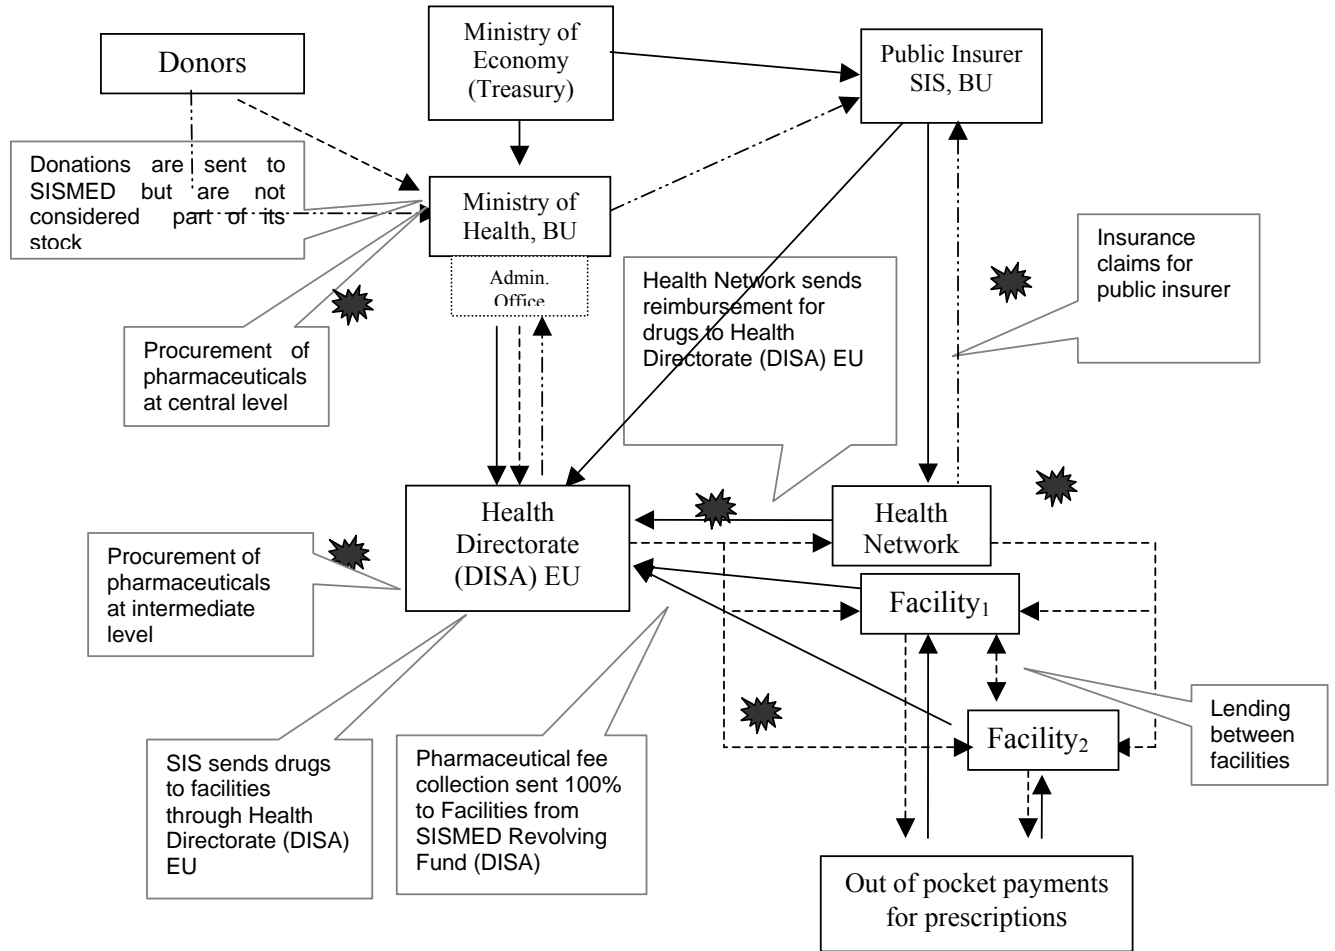 Donors
Ministry of
Economy
(Treasury)
Public Insurer
SIS, BU
Donations are sent to
SISMED but are not
considered part of its
stock
Ministry of
Health, BU
Admin.
Office
Insurance
claims for
public insurer
Health Network sends
reimbursement for
drugs to Health
Directorate (DISA) EU
Procurement of
pharmaceuticals
at central level
Health
Directorate
(DISA) EU
Health
Network
Procurement of
pharmaceuticals
at intermediate
level
Facility1
Facility2
Lending
between
facilities
SIS sends drugs
to facilities
through Health
Directorate (DISA)
EU
Pharmaceutical fee
collection sent 100%
to Facilities from
SISMED Revolving
Fund (DISA)
Out of pocket payments
for prescriptions